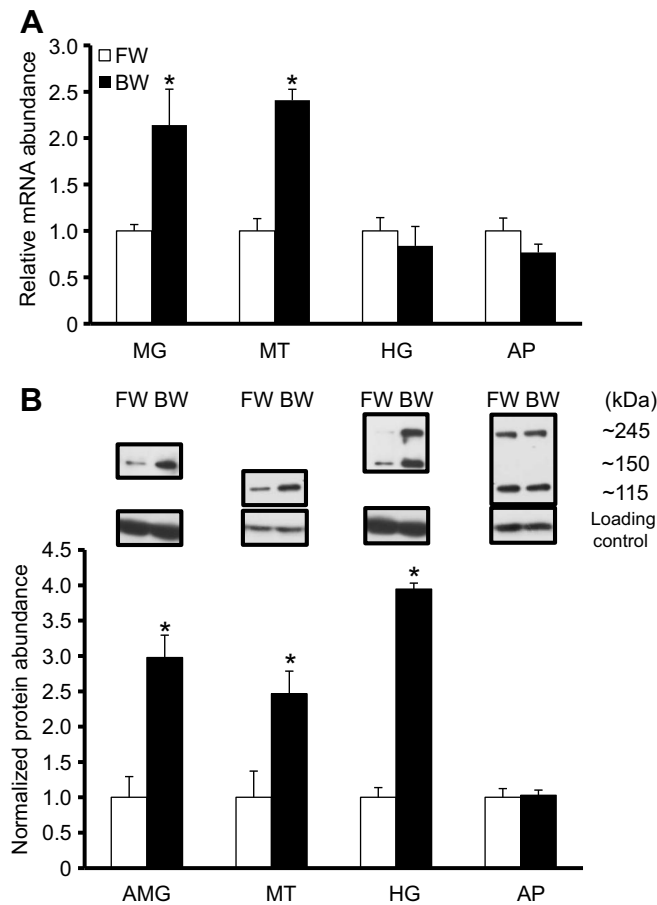 A
FW
BW
Relative mRNA abundance
3.0
2.5
2.0
1.5
1.0
0.5
0
*
*
MG MT HG AP
B
FW BW FW BW FW BW FW BW (kDa)
~245
~150
~115
Loading
control
Normalized protein abundance
4.5
4.0
3.5
3.0
2.5
2.0
1.5
1.0
0.5
0
*
*
*
AMG MT HG AP